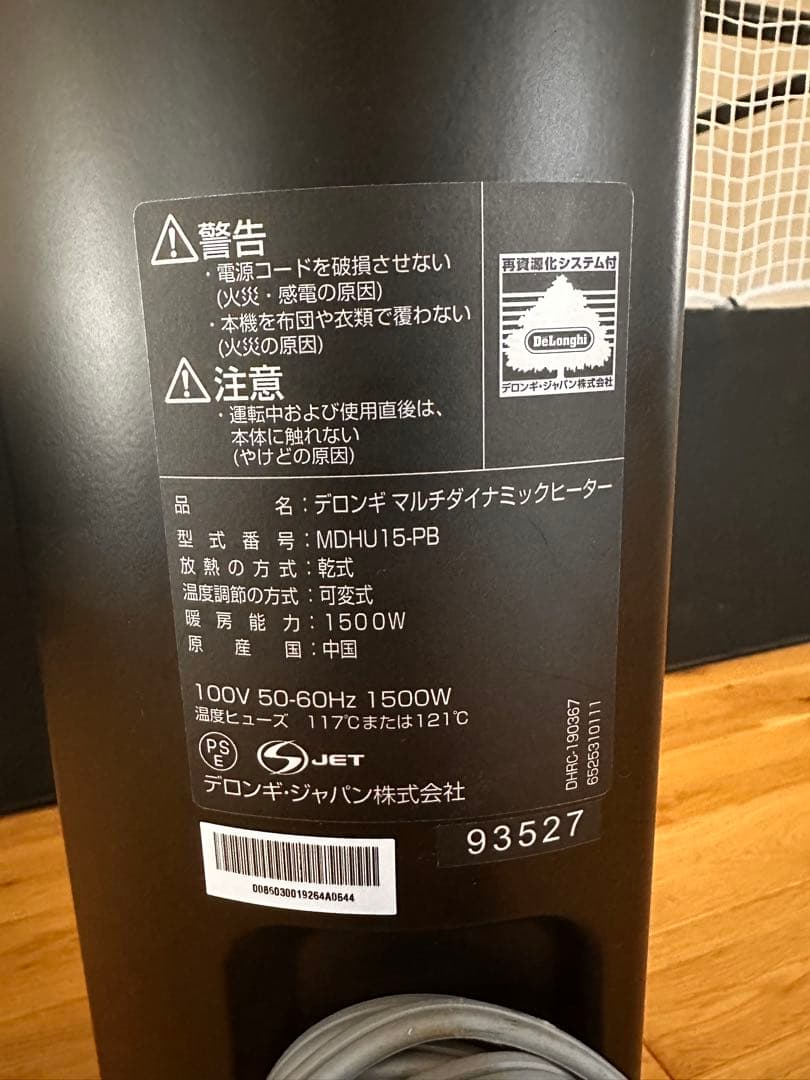 警告
・電源コードを破損させない
(火災・感電の原因)
・本機を布団や衣類で覆わない
(火災の原因)
注意
・運転中および使用直後は、
本体に触れない
(やけどの原因)
再資源化システム付
DeLonghi
デロンギ・ジャパン株式会社
品名：デロンギ マルチダイナミックヒーター
型式番号：MDHU15-PB
放熱の方式：乾式
温度調節の方式：可変式
暖房能力：1500W
原産国：中国
100V 50-60Hz 1500W
温度ヒューズ 117℃または121℃
PS
E
JET
デロンギ・ジャパン株式会社
DHRC-190367
6525310111
93527
0086030019264A0644